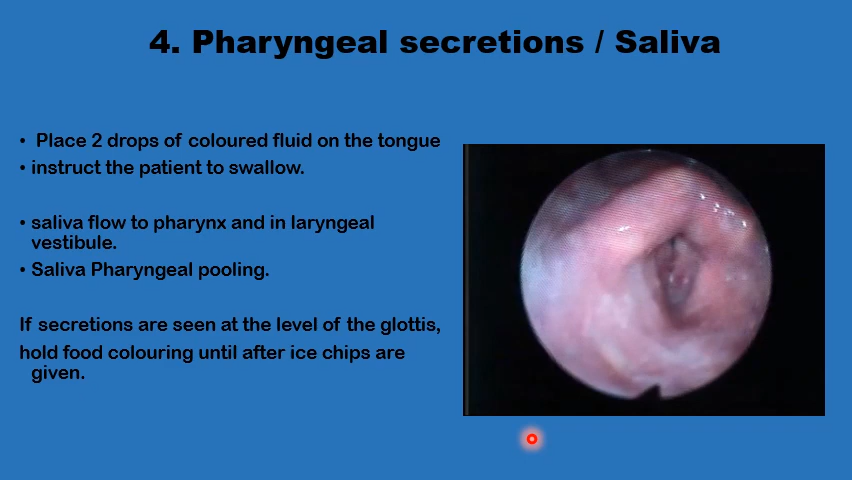 4. Pharyngeal secretions / Saliva
• Place 2 drops of coloured fluid on the tongue
• instruct the patient to swallow.
• saliva flow to pharynx and in laryngeal
vestibule.
• Saliva Pharyngeal pooling.
If secretions are seen at the level of the glottis,
hold food colouring until after ice chips are
given.